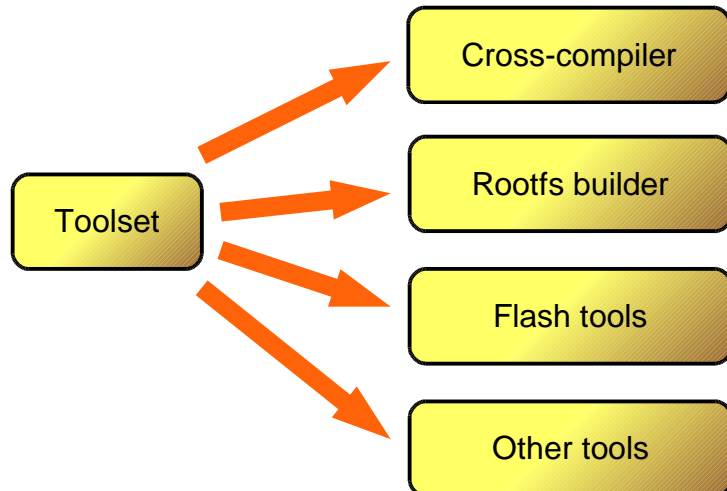 Cross-compiler
Rootfs builder
Toolset
Flash tools
Other tools